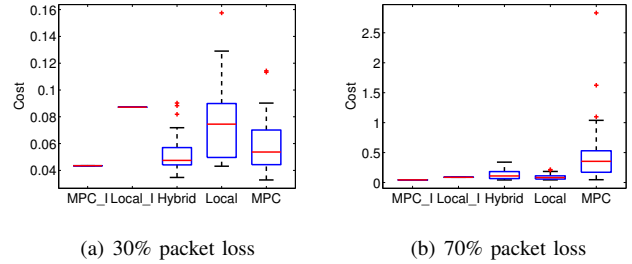 0.16
0.14
0.12
0.1
0.08
0.06
0.04
Cost
MPC_I Local_I Hybrid Local MPC
(a) 30% packet loss
2.5
2
1.5
1
0.5
0
Cost
MPC_I Local_I Hybrid Local MPC
(b) 70% packet loss